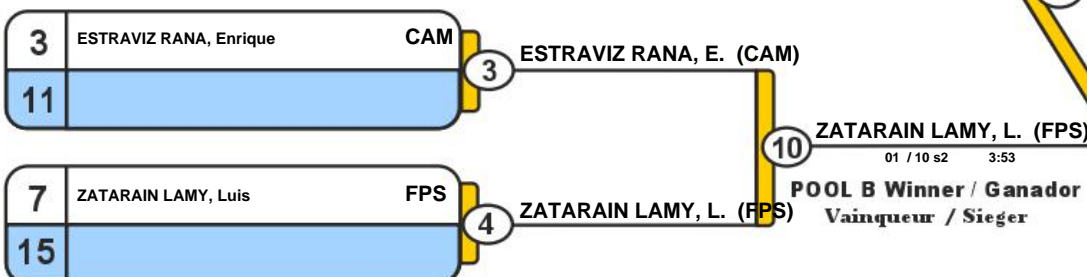 3 ESTRAVIZ RANA, Enrique CAM
11
3
ESTRAVIZ RANA, E. (CAM)
7 ZATARAIN LAMY, Luis FPS
15
4
ZATARAIN LAMY, L. (FPS)
10
ZATARAIN LAMY, L. (FPS)
01 / 10 s2 3:53
POOL B Winner / Ganador
Vainqueur / Sieger